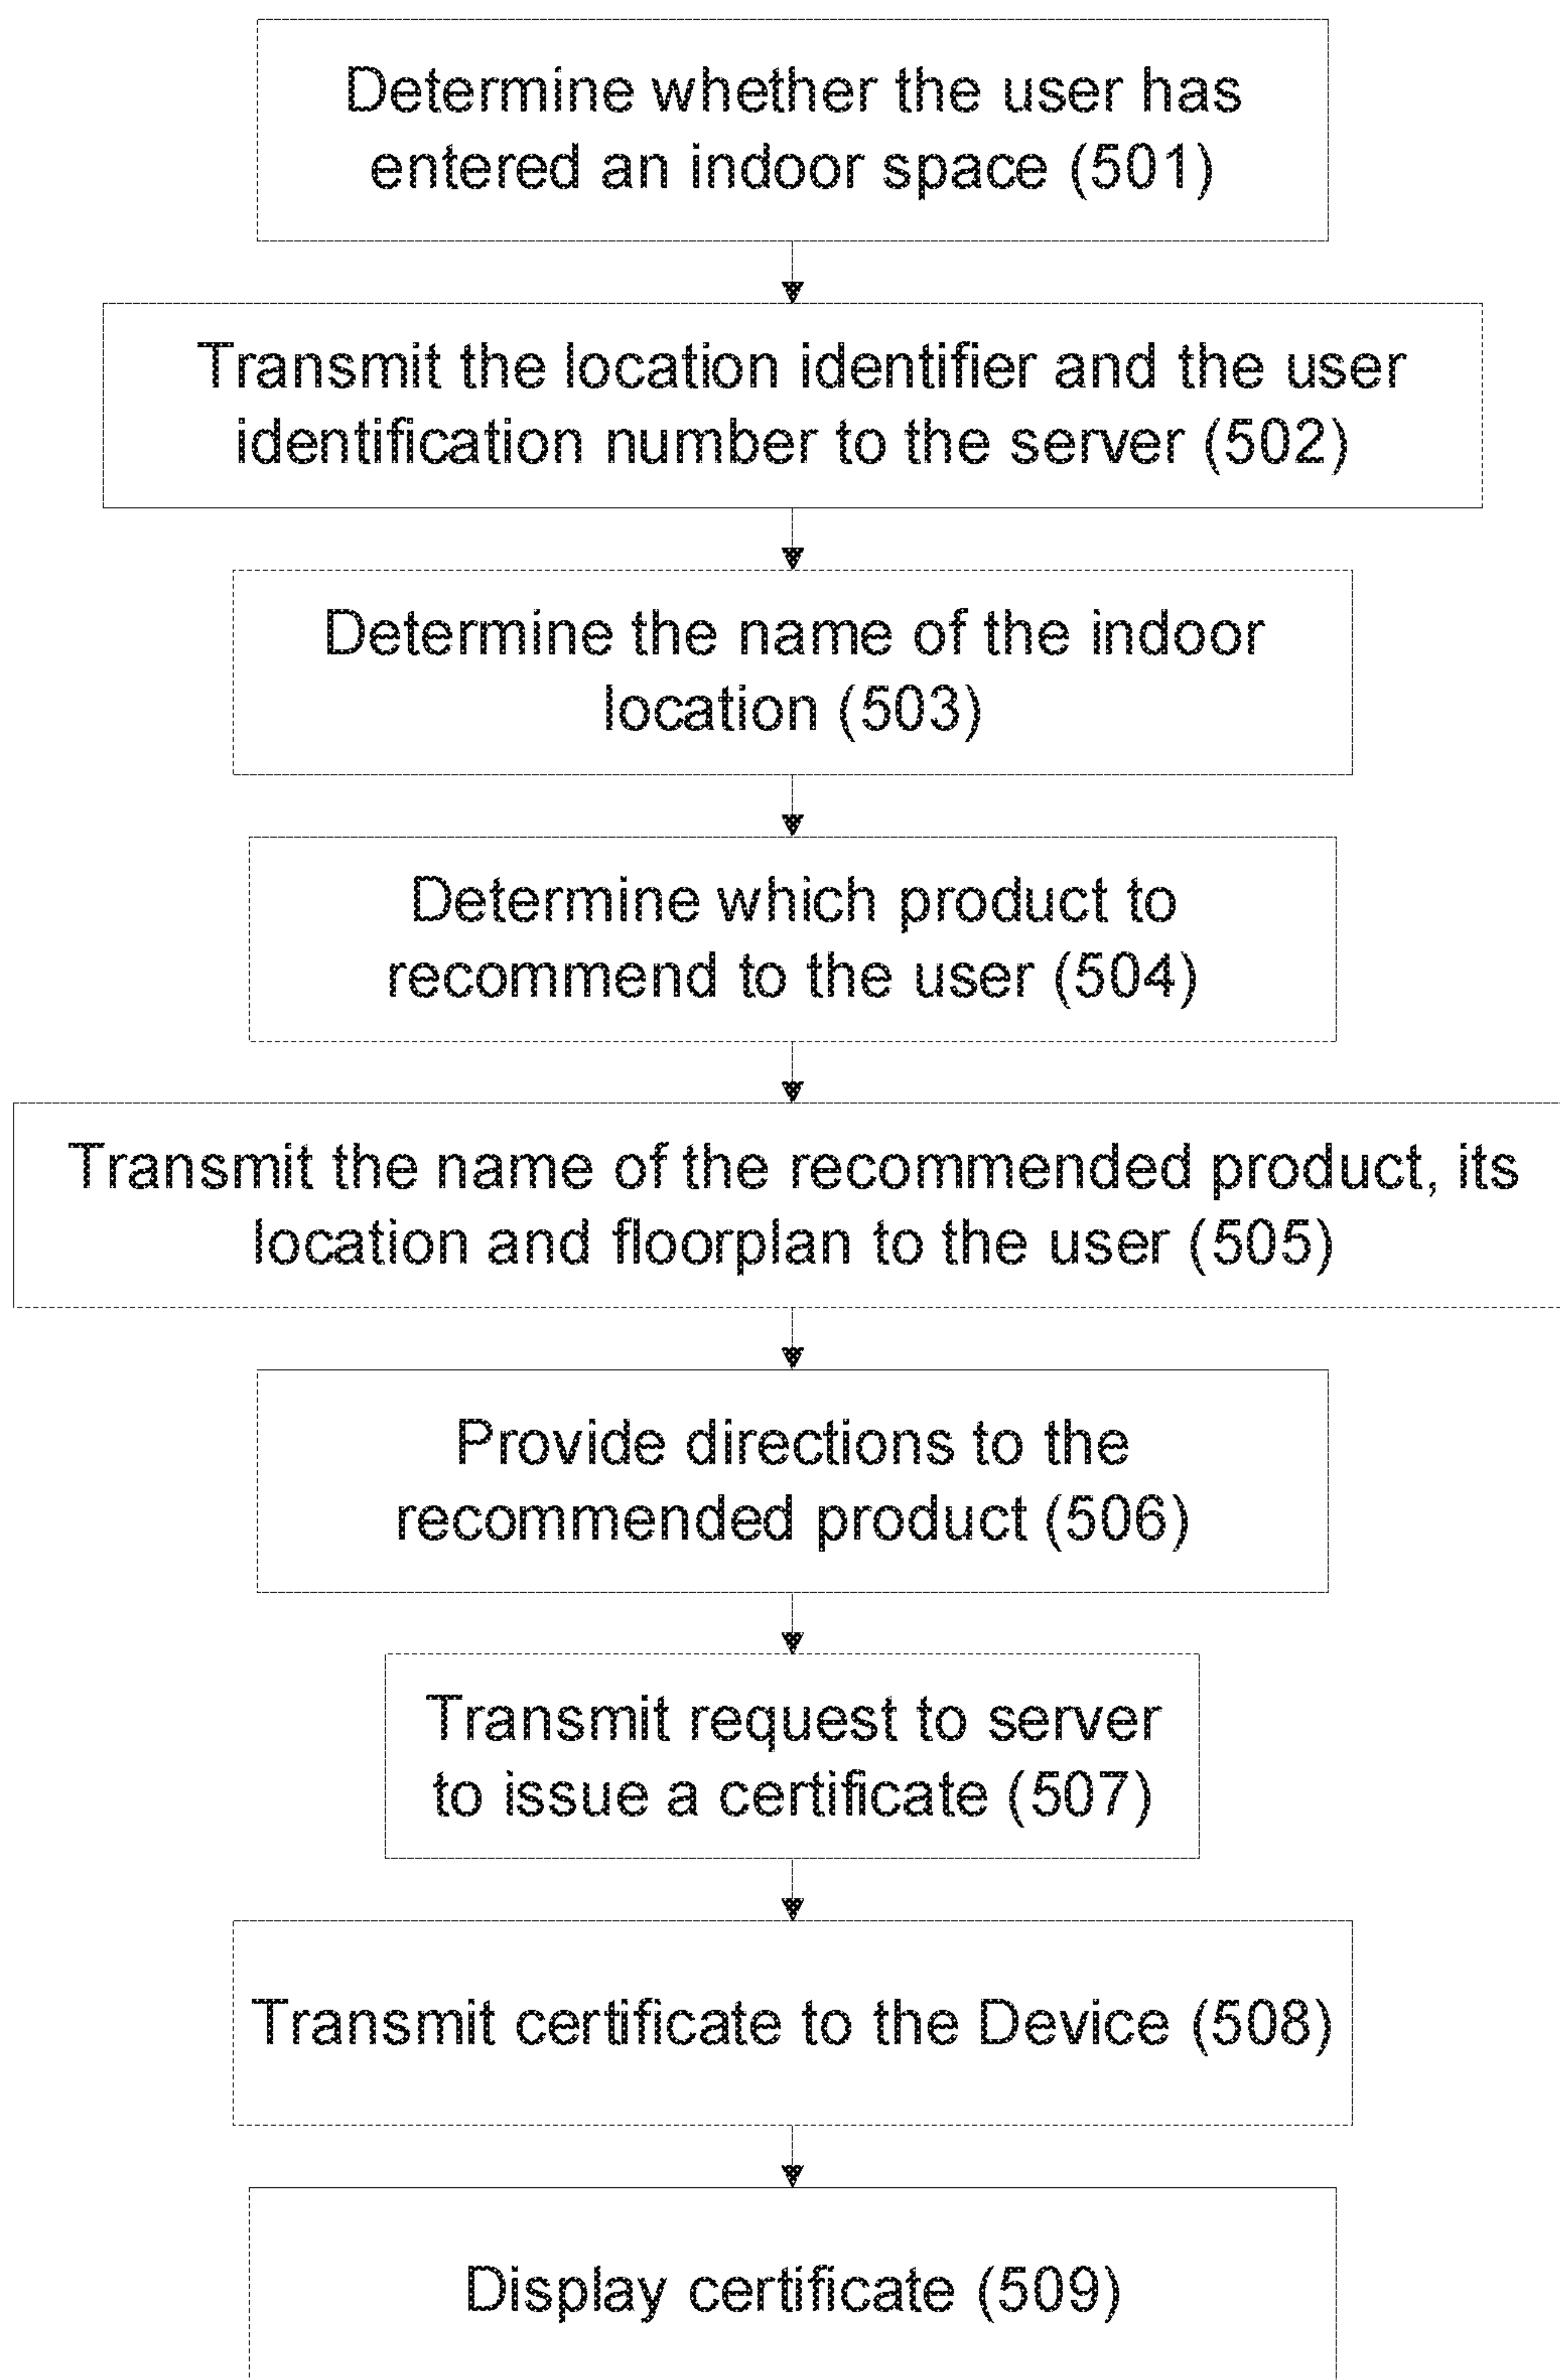 Determine whether the user has
entered an indoor space (501)
Transmit the location identifier and the user
identification number to the server (502)
Determine the name of the indoor
location (503)
Determine which product to
recommend to the user (504)
Transmit the name of the recommended product, its
location and floorplan to the user (505)
Provide directions to the
recommended product (506)
Transmit request to server
to issue a certificate (507)
Transmit certificate to the Device (508)
Display certificate (509)